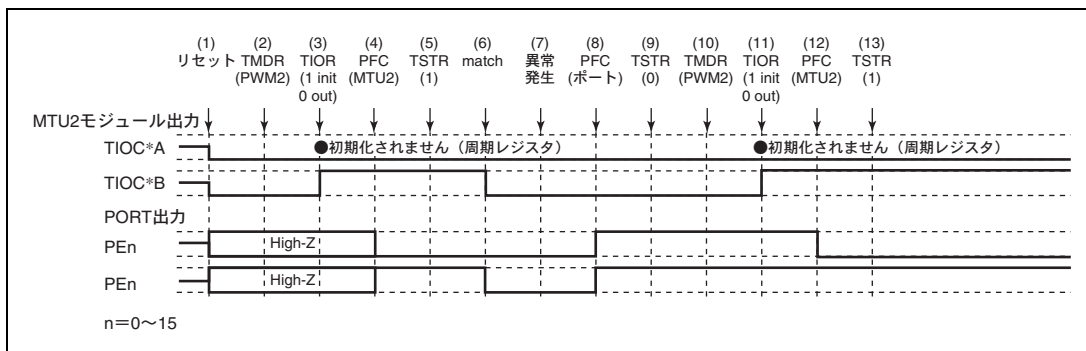 (1) (2) (3) (4) (5) (6) (7) (8) (9) (10) (11) (12) (13)
リセット TMDR TIOR PFC TSTR match 異常 PFC TSTR TMDR TIOR PFC TSTR
(PWM2) (1 init (MTU2) (1) 発生 (ポート) (0) (PWM2) (1 init (MTU2) (1)
0 out) 0 out)
MTU2モジュール出力
TIOC*A ●初期化されません（周期レジスタ） ●初期化されません（周期レジスタ）
TIOC*B
PORT出力
PEn High-Z
PEn High-Z
n＝0～15